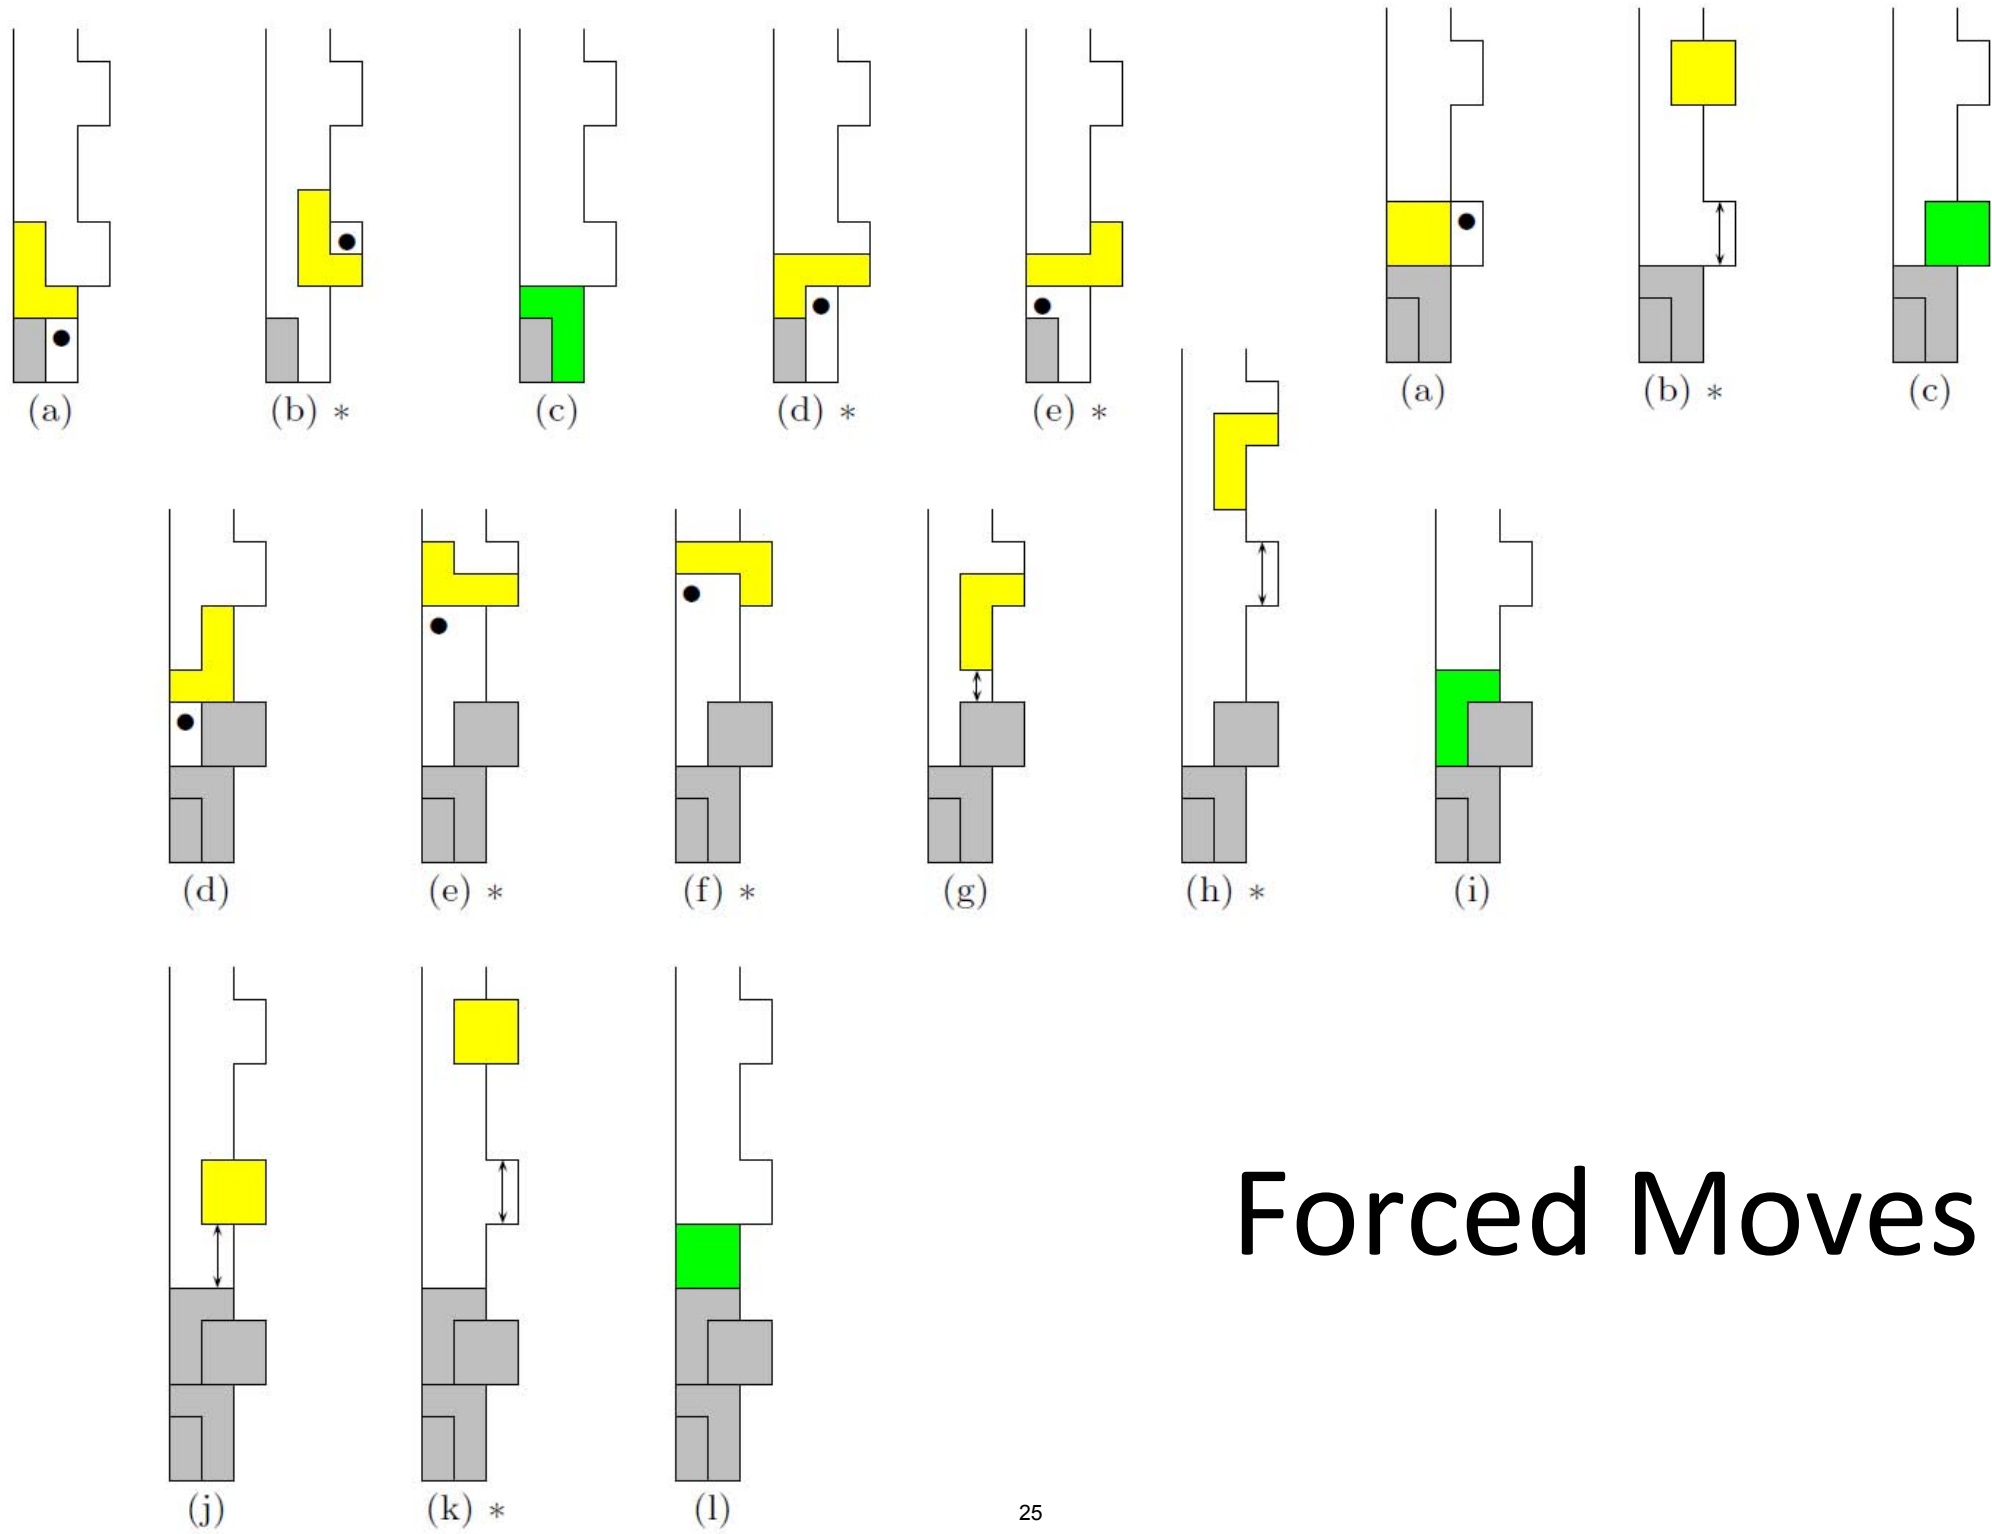 (a) (b) * (c) (d) * (e) * (a) (b) * (c)
(d) (e) * (f) * (g) (h) * (i)
Forced Moves
(j) (k) * (l)
25